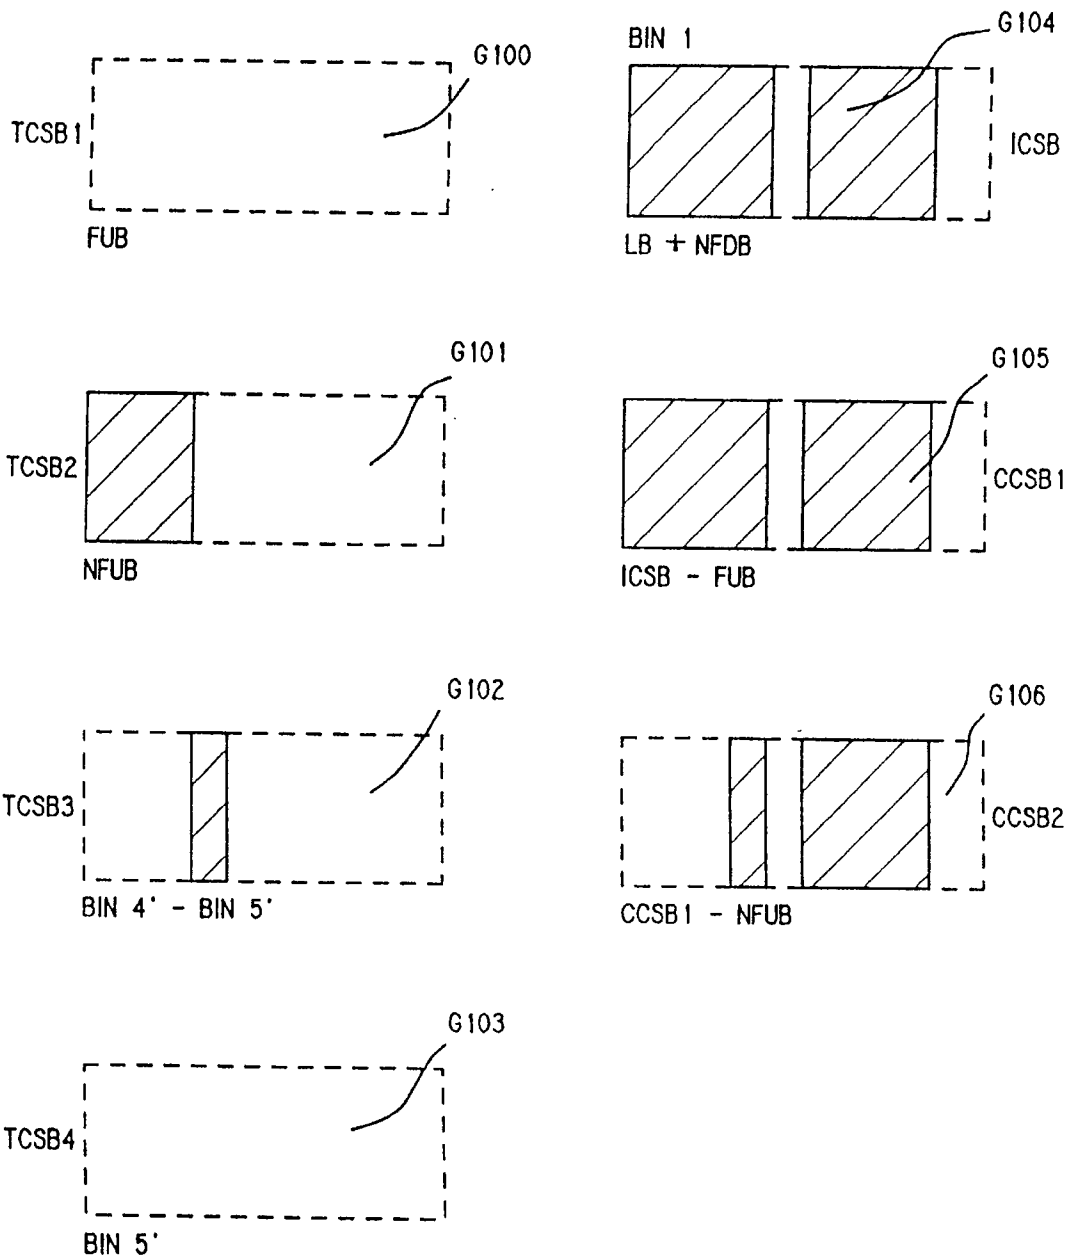 G100
TCSB1
FUB
BIN 1
G104
ICSB
LB + NFDB
G101
TCSB2
NFUB
G105
CCSB1
ICSB - FUB
G102
TCSB3
BIN 4' - BIN 5'
G106
CCSB2
CCSB1 - NFUB
G103
TCSB4
BIN 5'